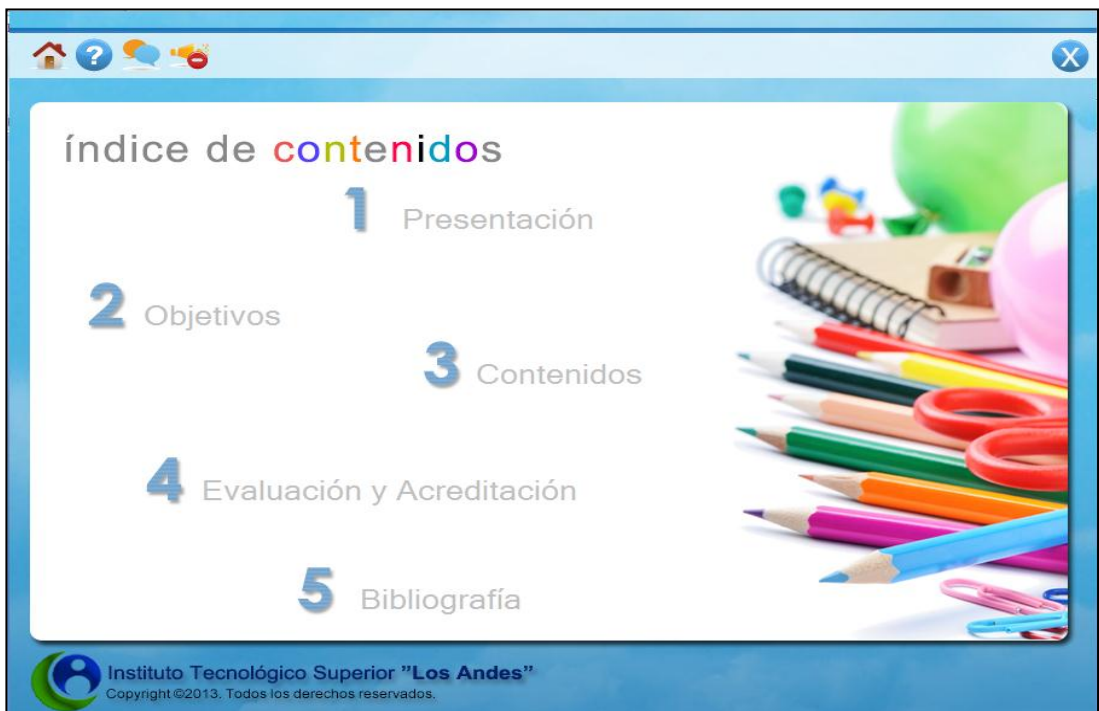 índice de contenidos
1 Presentación
2 Objetivos
3 Contenidos
4 Evaluación y Acreditación
5 Bibliografía
Instituto Tecnológico Superior "Los Andes"
Copyright ©2013. Todos los derechos reservados.